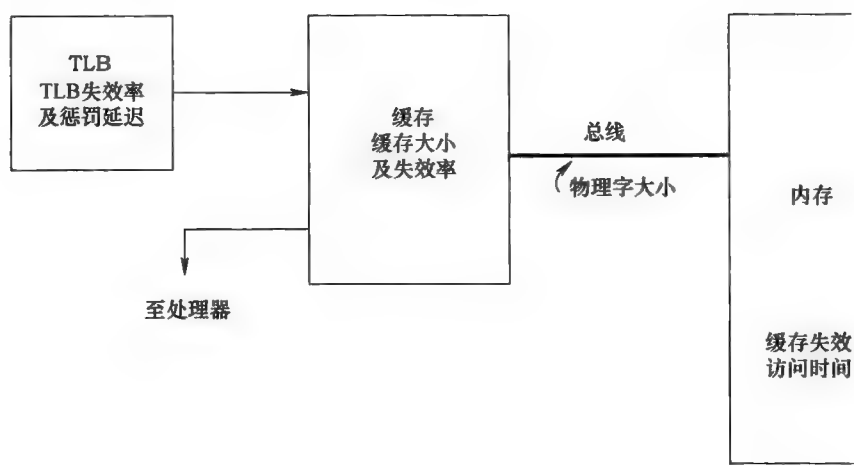 TLB
TLB失效率
及惩罚延迟
缓存
缓存大小
及失效率
总线
物理字大小
内存
至处理器
缓存失效
访问时间